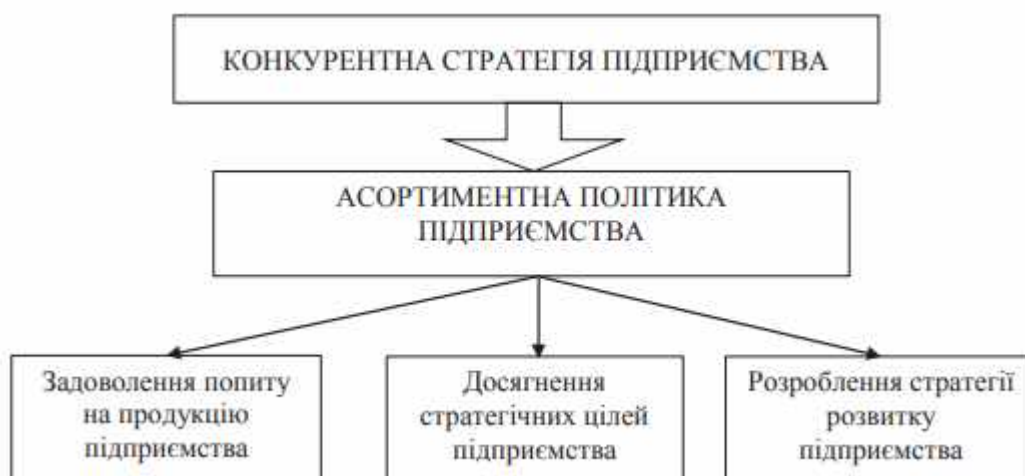 КОНКУРЕНТНА СТРАТЕГІЯ ПІДПРИЄМСТВА
АСОРТИМЕНТНА ПОЛІТИКА
ПІДПРИЄМСТВА
Задоволення попиту
на продукцію
підприємства
Досягнення
стратегічних цілей
підприємства
Розроблення стратегії
розвитку
підприємства